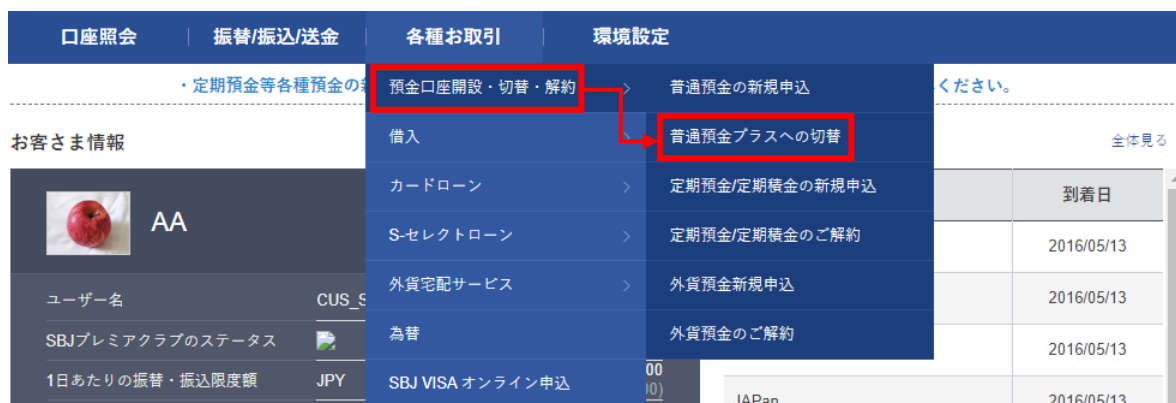 口座照会 振替/振込/送金 各種お取引 環境設定
・定期預金等各種預金の
ください。
預金口座開設・切替・解約
借入
カードローン
S-セレクトローン
外貨宅配サービス
為替
SBJ VISA オンライン申込
普通預金の新規申込
普通預金プラスへの切替
定期預金/定期積金の新規申込
定期預金/定期積金のご解約
外貨預金新規申込
外貨預金のご解約
お客さま情報
全体見る
AA
ユーザー名 CUS_S
SBJプレミアクラブのステータス
1日あたりの振替・振込限度額 JPY
00
00)
到着日
2016/05/13
2016/05/13
2016/05/13
JAPan 2016/05/13